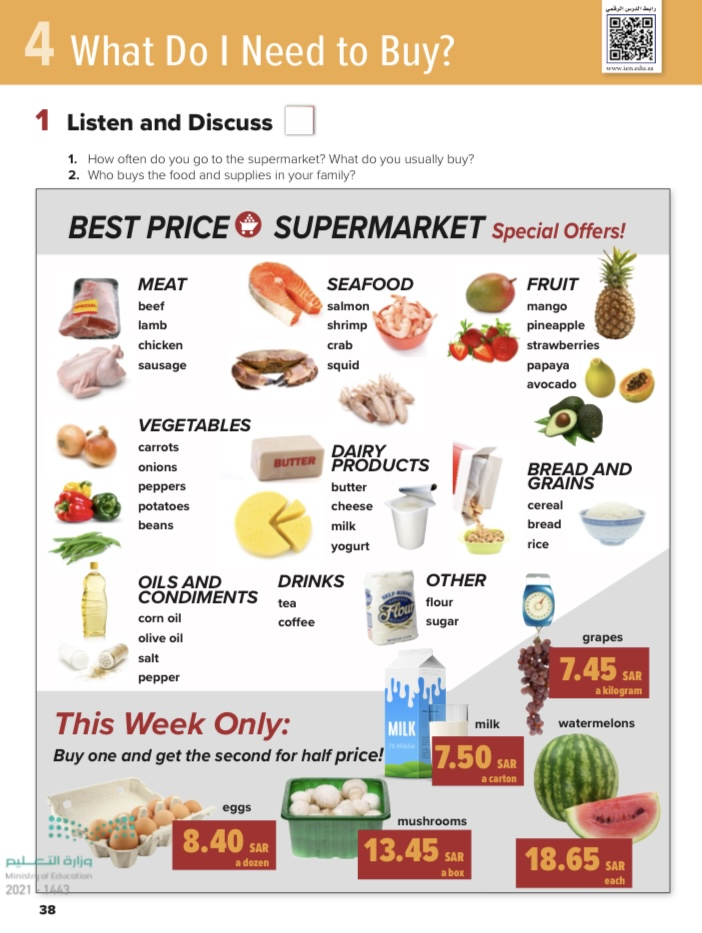 4 What Do I Need to Buy?
رابط الدرس الرقمي
www.ien.edu.sa
1 Listen and Discuss
1. How often do you go to the supermarket? What do you usually buy?
2. Who buys the food and supplies in your family?
BEST PRICE SUPERMARKET Special Offers!
MEAT
beef
lamb
chicken
sausage
SPECIAL
SEAFOOD
salmon
shrimp
crab
squid
FRUIT
mango
pineapple
strawberries
papaya
avocado
VEGETABLES
carrots
onions
peppers
potatoes
beans
BUTTER
DAIRY
PRODUCTS
butter
cheese
milk
yogurt
BREAD AND
GRAINS
cereal
bread
rice
OILS AND
CONDIMENTS
corn oil
olive oil
salt
pepper
DRINKS
tea
coffee
SELF-RISING
Flour
OTHER
flour
sugar
grapes
7.45 SAR
a kilogram
This Week Only:
Buy one and get the second for half price!
MILK
milk
7.50 SAR
a carton
watermelons
18.65 SAR
each
eggs
8.40 SAR
a dozen
mushrooms
13.45 SAR
a box
وزارة التعليم
Ministry of Education
2021 - 1443
38